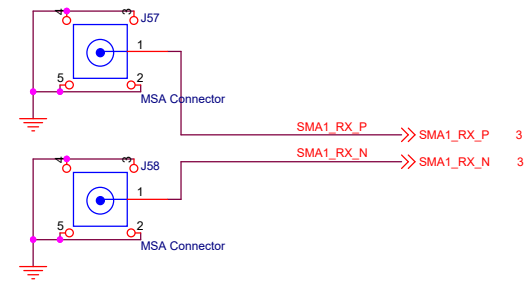 4 3 J57
1
5 2
MSA Connector
SMA1_RX_P SMA1_RX_P 3
SMA1_RX_N SMA1_RX_N 3
4 3 J58
1
5 2
MSA Connector